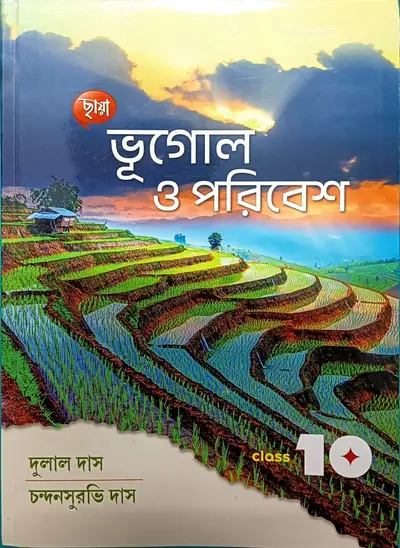 ছায়া
ভূগোল
ও পরিবেশ
class 10
দুলাল দাস
চন্দনসুরভি দাস